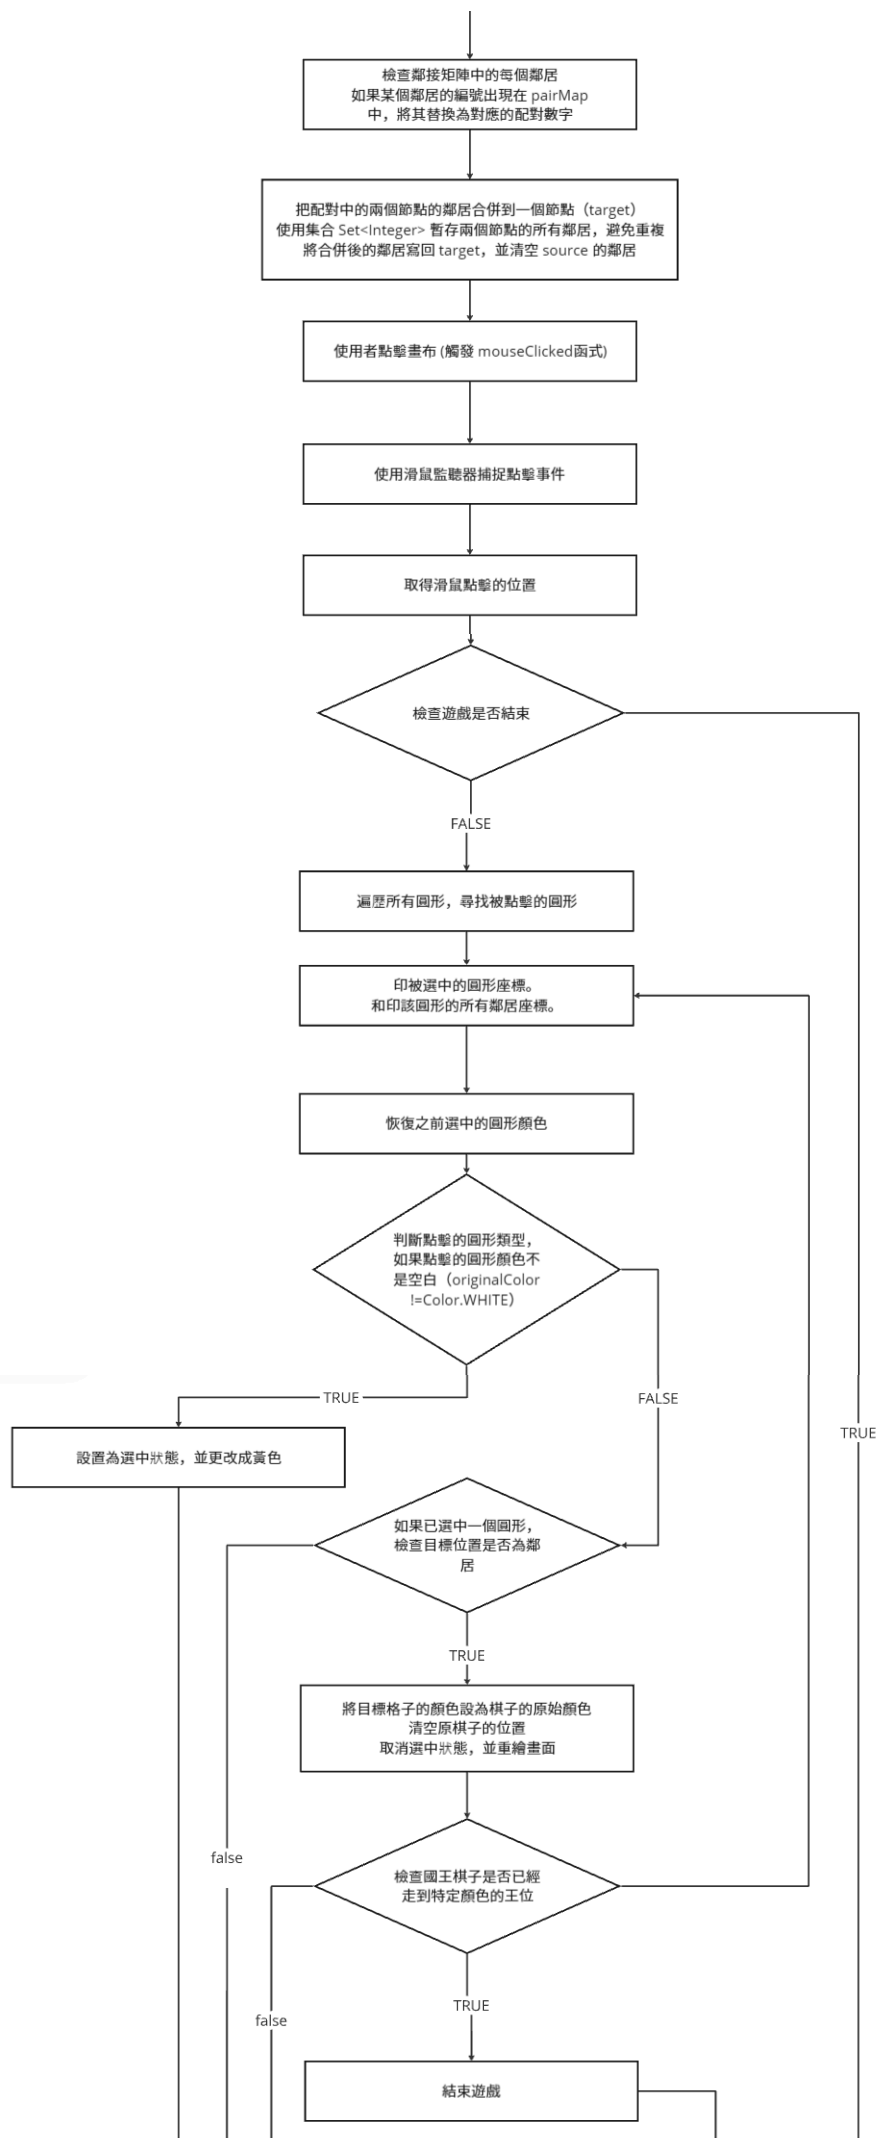 檢查鄰接矩陣中的每個鄰居
如果某個鄰居的編號出現在 pairMap
中，將其替換為對應的配對數字
把配對中的兩個節點的鄰居合併到一個節點（target）
使用集合 Set<Integer> 暫存兩個節點的所有鄰居，避免重複
將合併後的鄰居寫回 target，並清空 source 的鄰居
使用者點擊畫布 (觸發 mouseClicked函式)
使用滑鼠監聽器捕捉點擊事件
取得滑鼠點擊的位置
檢查遊戲是否結束
FALSE
遍歷所有圓形，尋找被點擊的圓形
印被選中的圓形座標。
和印該圓形的所有鄰居座標。
恢復之前選中的圓形顏色
判斷點擊的圓形類型，
如果點擊的圓形顏色不
是空白（originalColor
!=Color.WHITE）
TRUE
FALSE
TRUE
設置為選中狀態，並更改成黃色
如果已選中一個圓形，
檢查目標位置是否為鄰
居
TRUE
將目標格子的顏色設為棋子的原始顏色
清空原棋子的位置
取消選中狀態，並重繪畫面
false
檢查國王棋子是否已經
走到特定顏色的王位
TRUE
false
結束遊戲